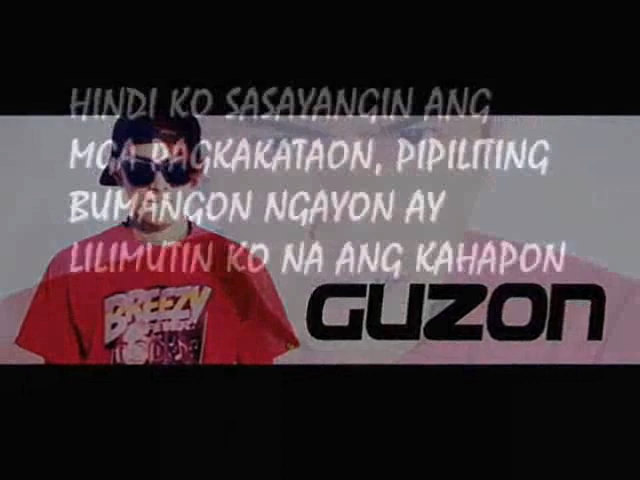 HINDI KO SASAYANGIN ANG
MGA PAGKAKATAON, PIPILITING
BUMANGON NGAYON AY
LILIMUTIN KO NA ANG KAHAPON
BREEZY
GUZON